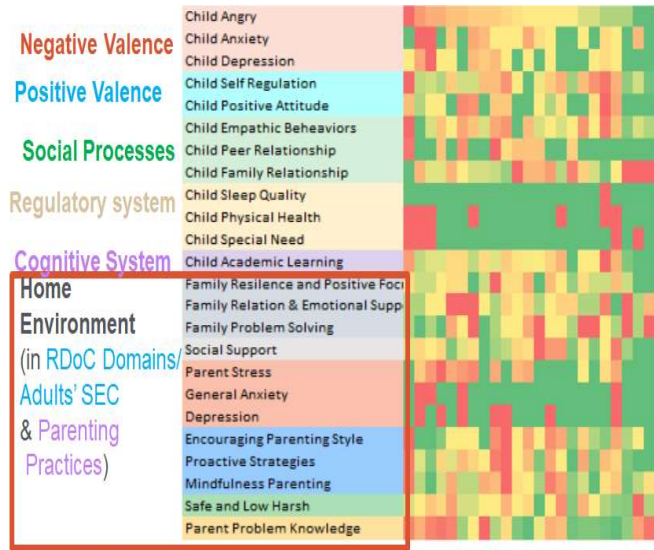 Negative Valence
Positive Valence
Social Processes
Regulatory system
Cognitive System
Home
Environment
(in RDoC Domains/
Adults' SEC
& Parenting
Practices)
Child Angry
Child Anxiety
Child Depression
Child Self Regulation
Child Positive Attitude
Child Empathic Beheaviors
Child Peer Relationship
Child Family Relationship
Child Sleep Quality
Child Physical Health
Child Special Need
Child Academic Learning
Family Resilence and Positive Focu
Family Relation & Emotional Suppo
Family Problem Solving
Social Support
Parent Stress
General Anxiety
Depression
Encouraging Parenting Style
Proactive Strategies
Mindfulness Parenting
Safe and Low Harsh
Parent Problem Knowledge